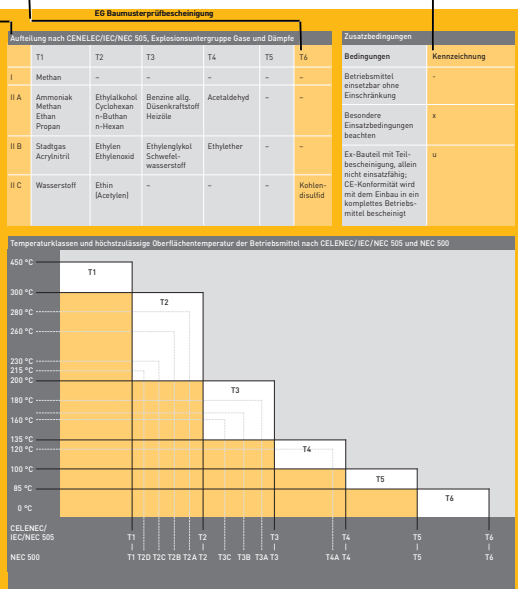 EG Baumusterprüfbescheinigung
Aufteilung nach CENELEC/IEC/NEC 505, Explosionsuntergruppe Gase und Dämpfe
T1 T2 T3 T4 T5 T6
I Methan – – – – –
II A Ammoniak Ethylalkohol Benzine allg. Acetaldehyd – –
Methan Cyclohexan Düsenkraftstoff
Ethan n-Buthan Heizöle
Propan n-Hexan
II B Stadtgas Ethylen Ethylenglykol Ethylether – –
Acrylnitril Ethylenoxid Schwefel-
wasserstoff
II C Wasserstoff Ethin – – – Kohlen-
(Acetylen) disulfid
Zusatzbedingungen
Bedingungen Kennzeichnung
Betriebsmittel -
einsetzbar ohne
Einschränkung
Besondere x
Einsatzbedingungen
beachten
Ex-Bauteil mit Teil- u
bescheinigung, allein
nicht einsatzfähig;
CE-Konformität wird
mit dem Einbau in ein
komplettes Betriebs-
mittel bescheinigt
Temperaturklassen und höchstzulässige Oberflächentemperatur der Betriebsmittel nach CELENEC/IEC/NEC 505 und NEC 500
450 °C
T1
300 °C
T2
280 °C
260 °C
230 °C
215 °C
200 °C
T3
180 °C
160 °C
135 °C
120 °C
T4
100 °C
T5
85 °C
T6
0 °C
CELENEC/
IEC/NEC 505 T1 T2 T3 T4 T5 T6
NEC 500 T1 T2D T2C T2B T2A T2 T3C T3B T3A T3 T4A T4 T5 T6